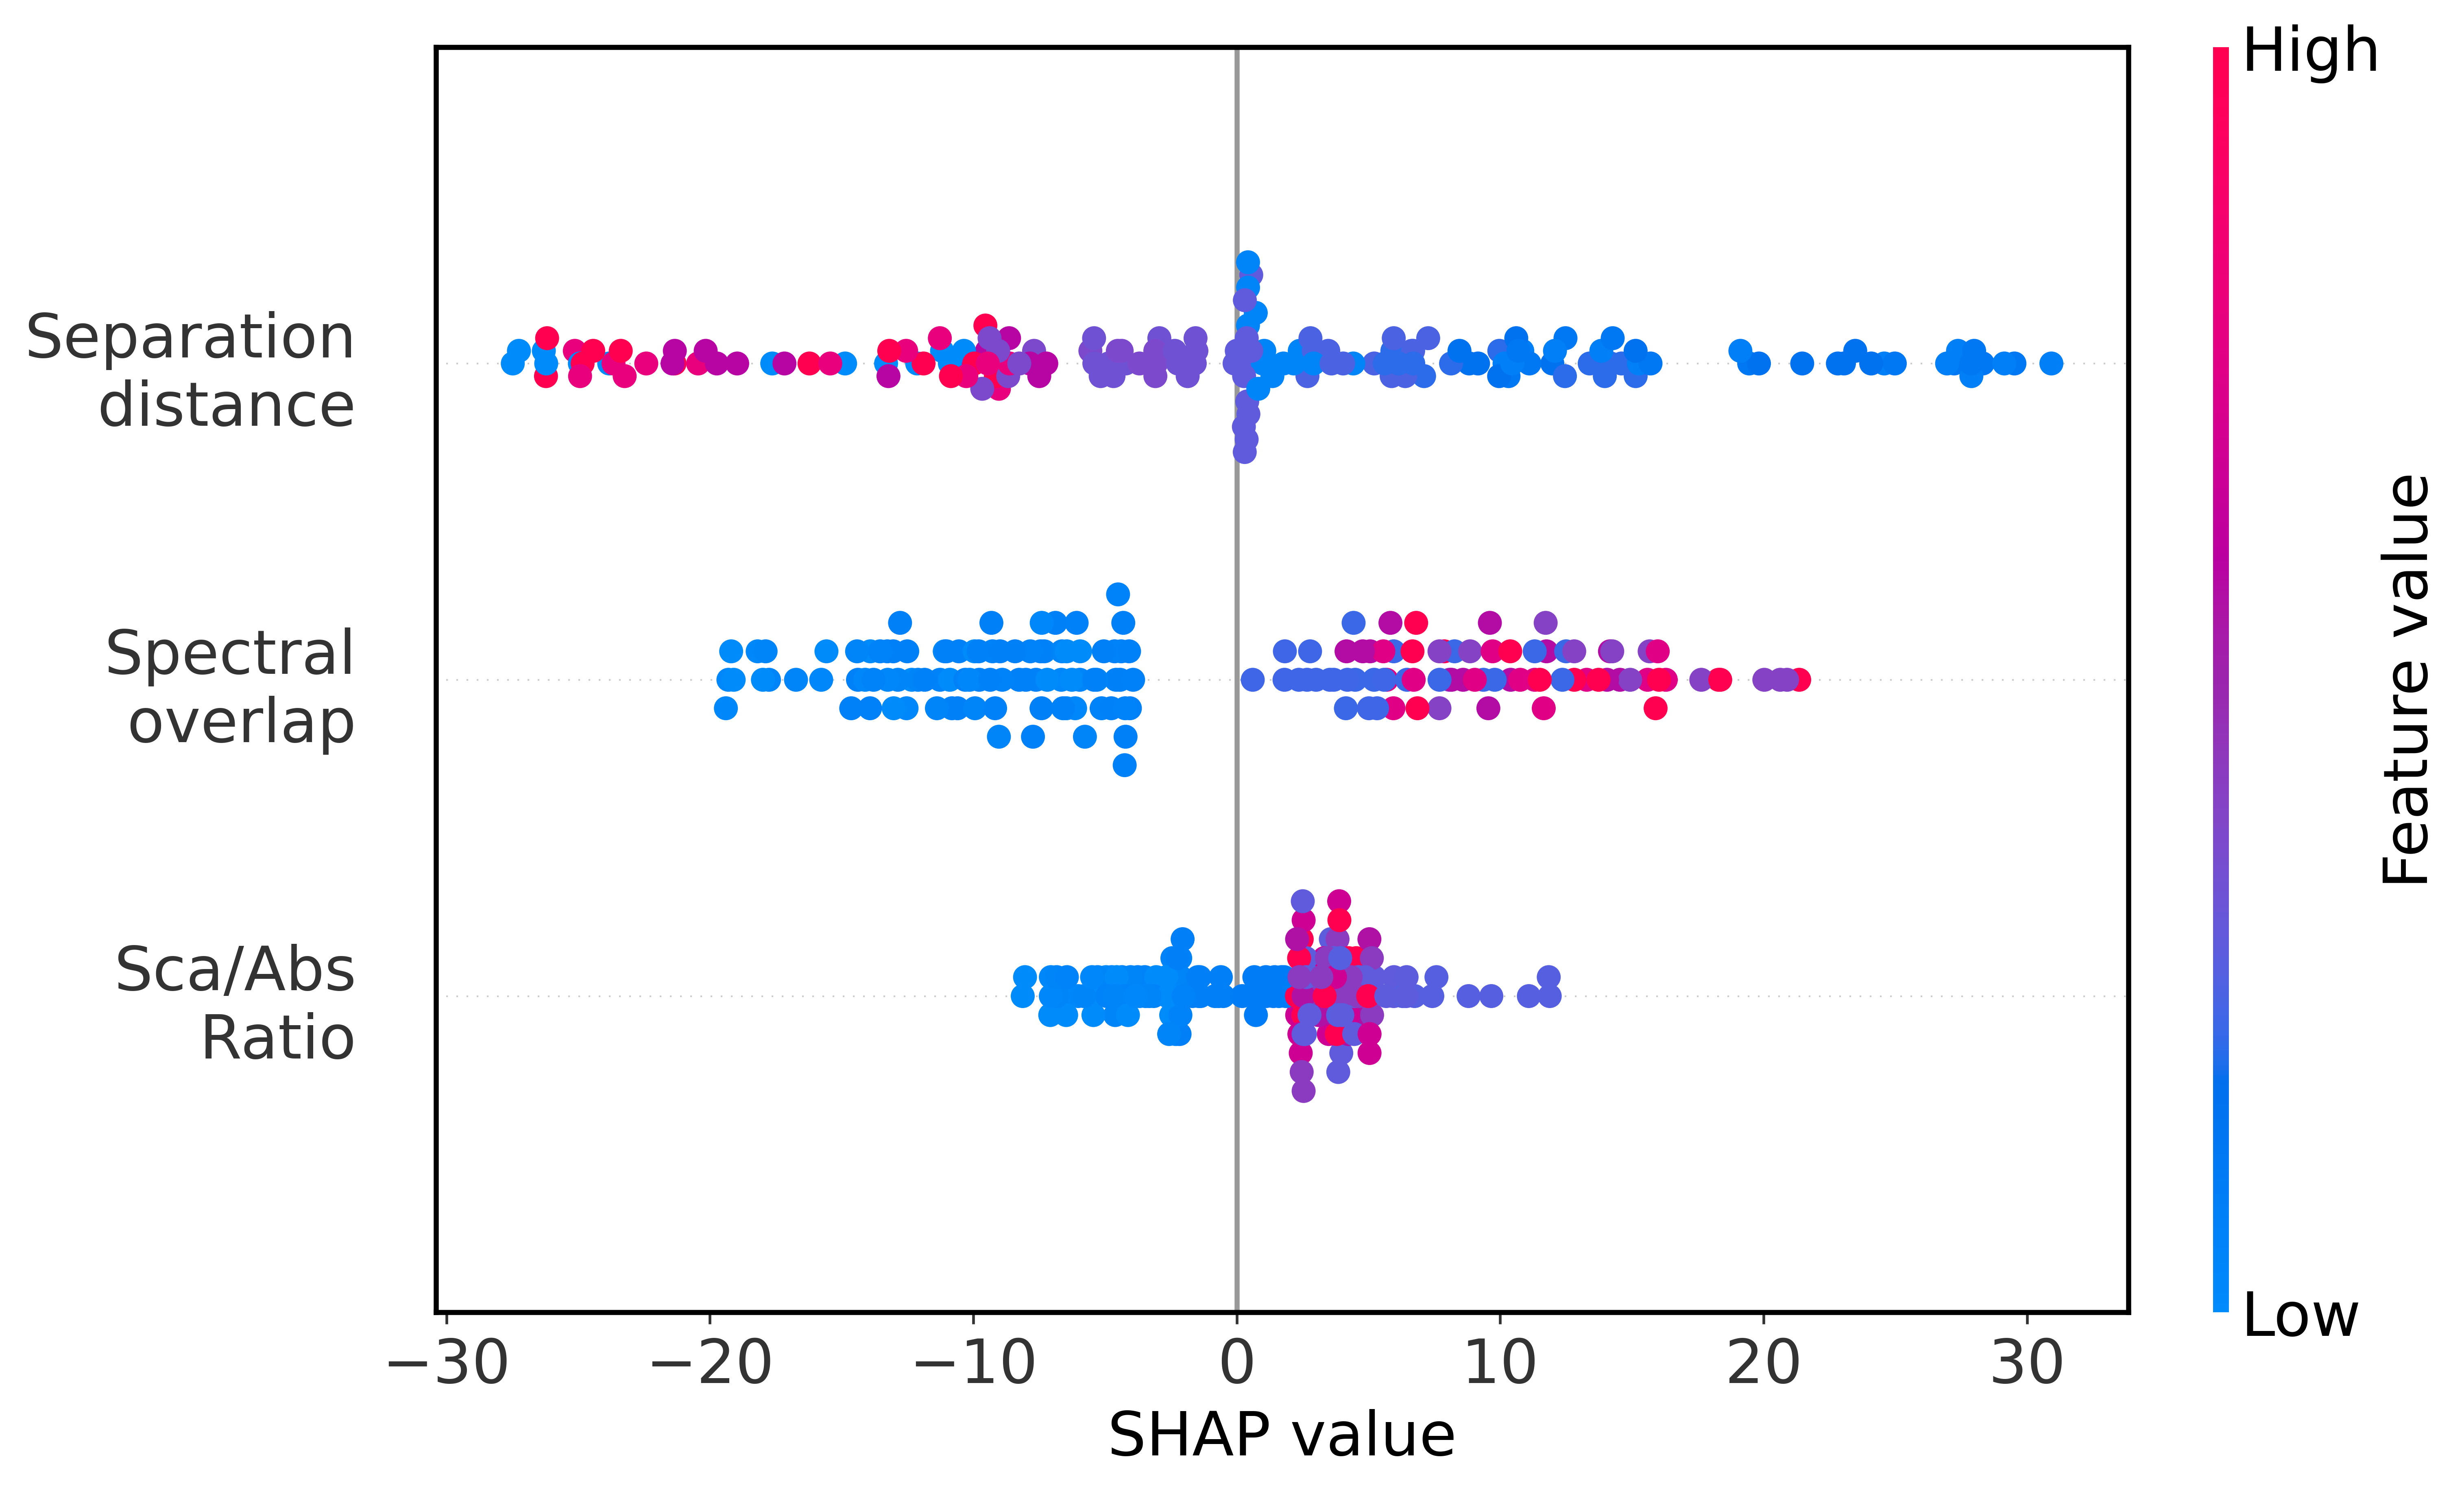 High
Separation
distance
Spectral
overlap
Sca/Abs
Ratio
Feature value
Low
−30 −20 −10 0 10 20 30
SHAP value